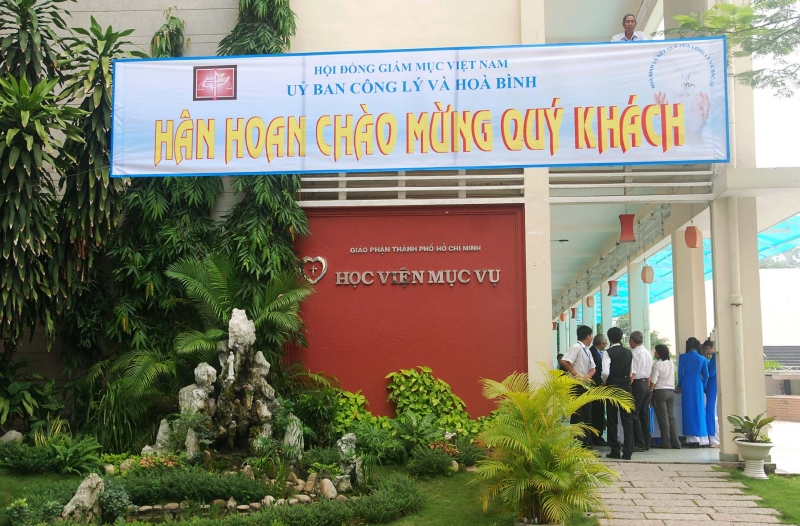 HỘI ĐỒNG GIÁM MỤC VIỆT NAM
UỶ BAN CÔNG LÝ VÀ HOÀ BÌNH
HÂN HOAN CHÀO MỪNG QUÝ KHÁCH
GIÁO PHẬN THÀNH PHỐ HỒ CHÍ MINH
HỌC VIỆN MỤC VỤ